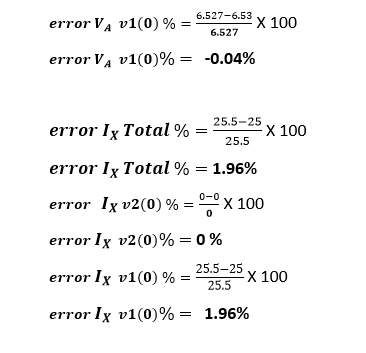 error V_A v1(0) % = (6.527−6.53)/6.527 X 100
error V_A v1(0)% = -0.04%
error I_X Total % = (25.5−25)/25.5 X 100
error I_X Total % = 1.96%
error I_X v2(0) % = (0−0)/0 X 100
error I_X v2(0)% = 0 %
error I_X v1(0) % = (25.5−25)/25.5 X 100
error I_X v1(0)% = 1.96%